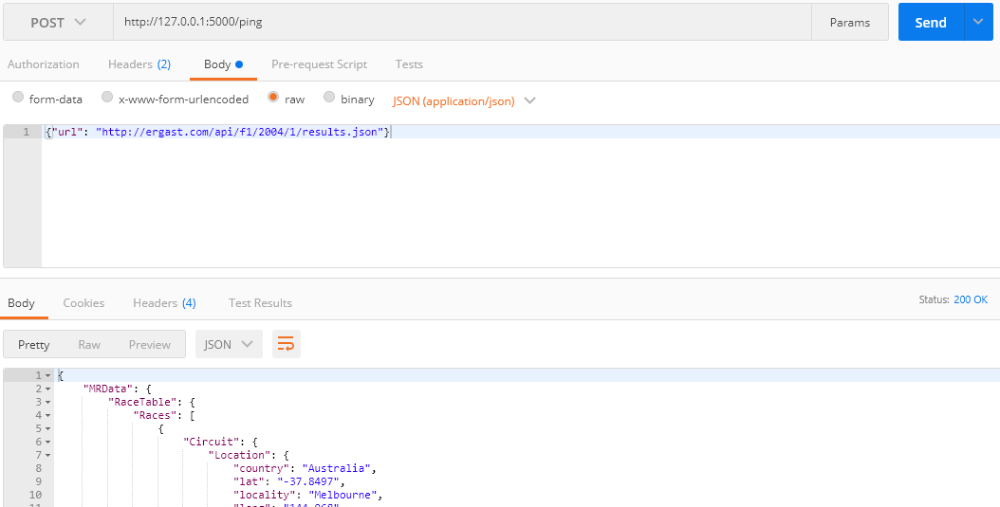 POST http://127.0.0.1:5000/ping Params Send
Authorization Headers (2) Body Pre-request Script Tests
form-data x-www-form-urlencoded raw binary JSON (application/json)
1 {"url": "http://ergast.com/api/f1/2004/1/results.json"}
Body Cookies Headers (4) Test Results Status: 200 OK
Pretty Raw Preview JSON
1 {
2 "MRData": {
3 "RaceTable": {
4 "Races": [
5 {
6 "Circuit": {
7 "Location": {
8 "country": "Australia",
9 "lat": "-37.8497",
10 "locality": "Melbourne",
11 "long": "144.968"